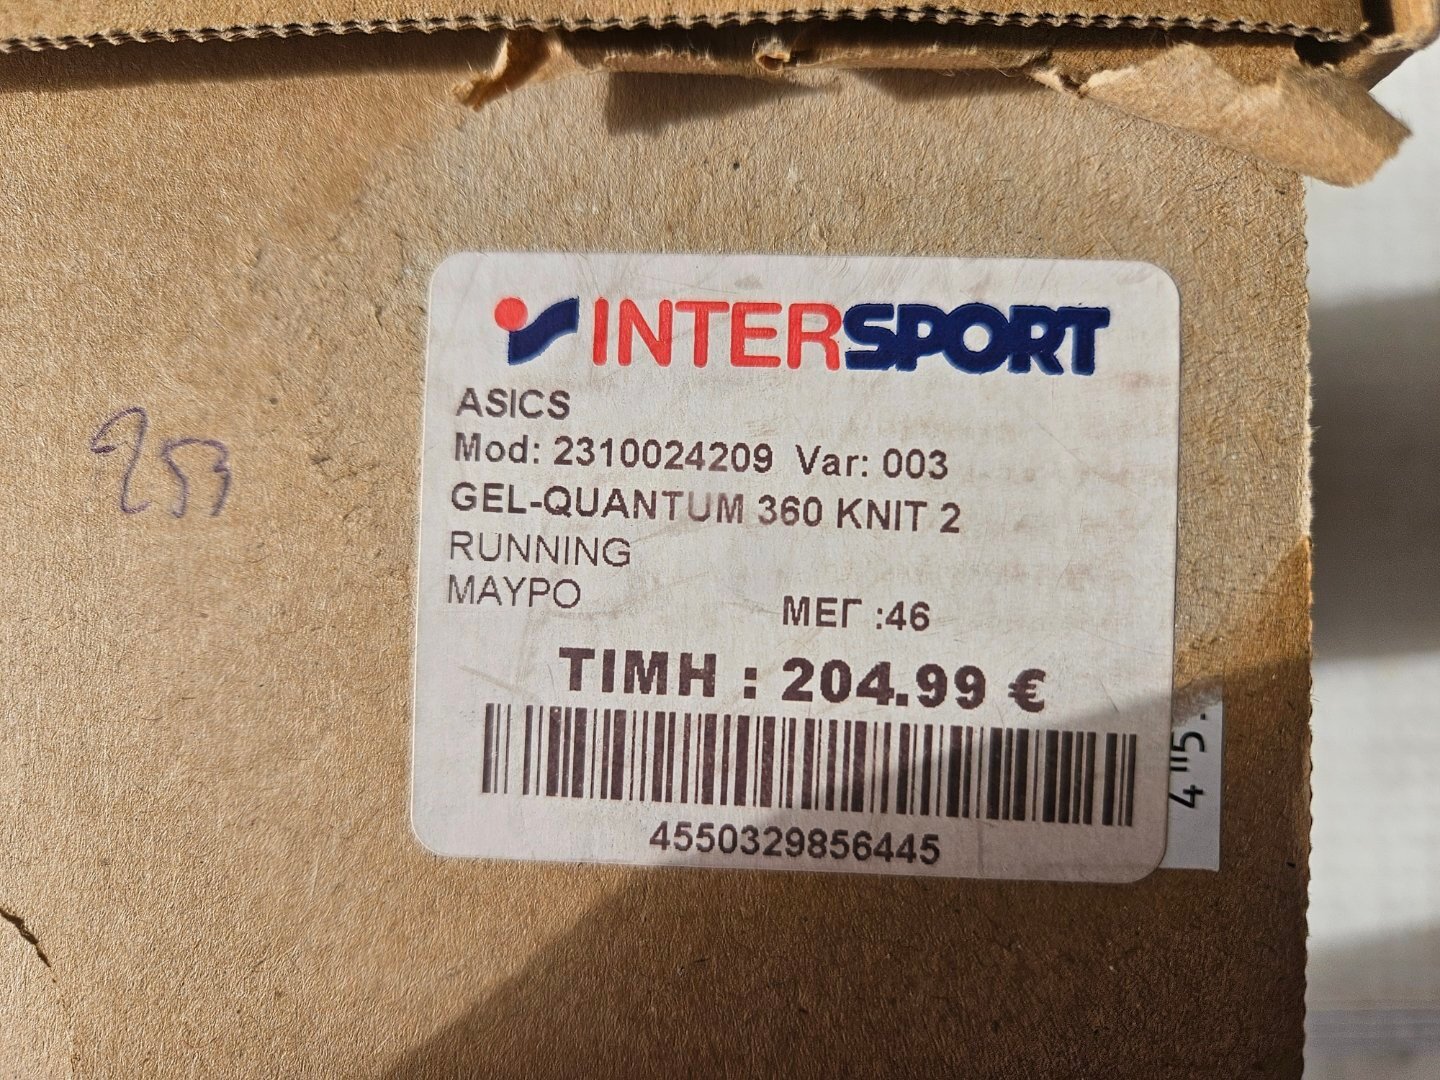 INTERSPORT
ASICS
Mod: 2310024209 Var: 003
GEL-QUANTUM 360 KNIT 2
RUNNING
ΜΑΥΡΟ
ΜΕΓ :46
ΤΙΜΗ : 204.99 €
4550329856445
953